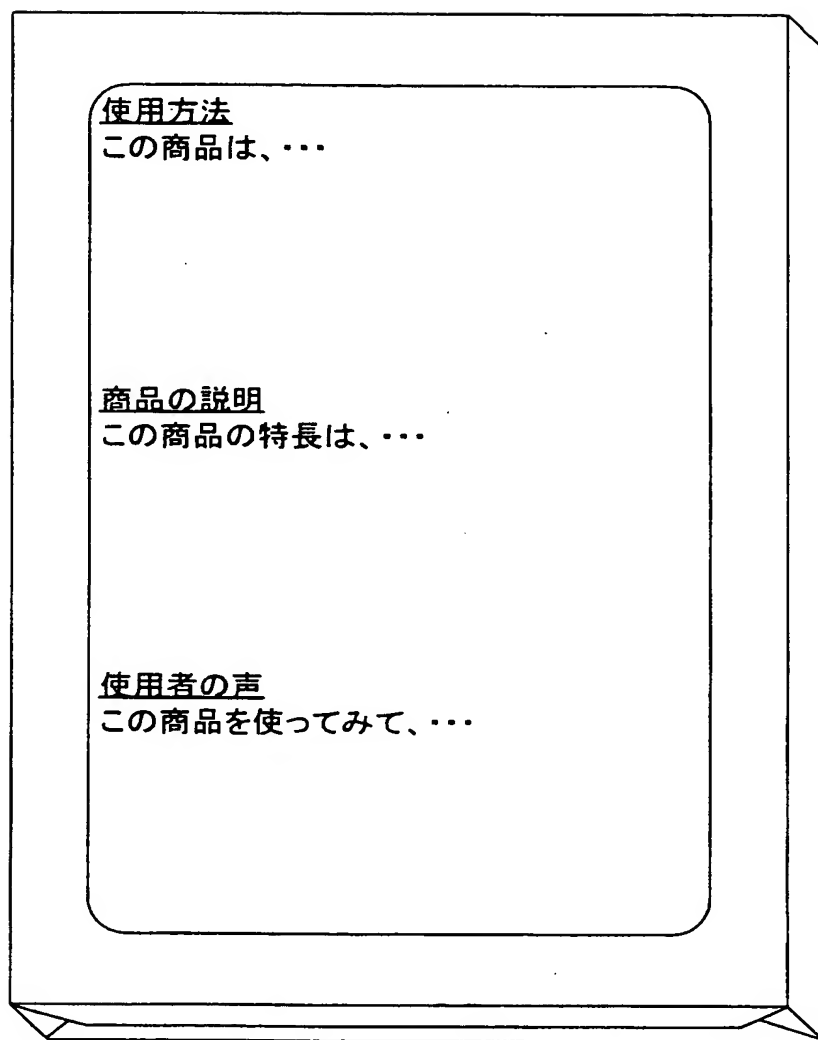 使用方法
この商品は、・・・
商品の説明
この商品の特長は、・・・
使用者の声
この商品を使ってみて、・・・